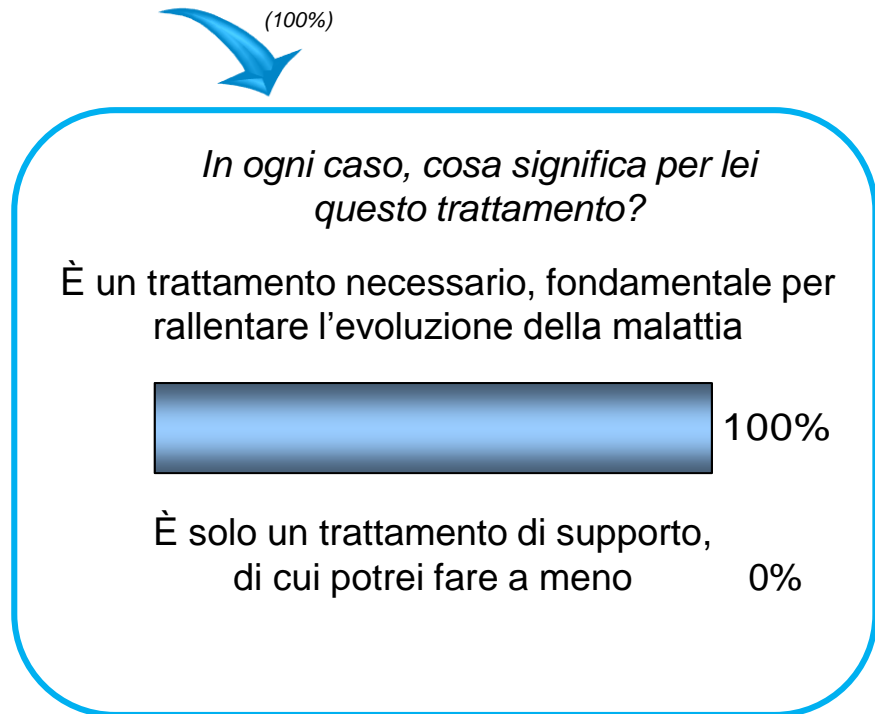 (100%)
In ogni caso, cosa significa per lei
questo trattamento?
È un trattamento necessario, fondamentale per
rallentare l’evoluzione della malattia
100%
È solo un trattamento di supporto,
di cui potrei fare a meno 0%